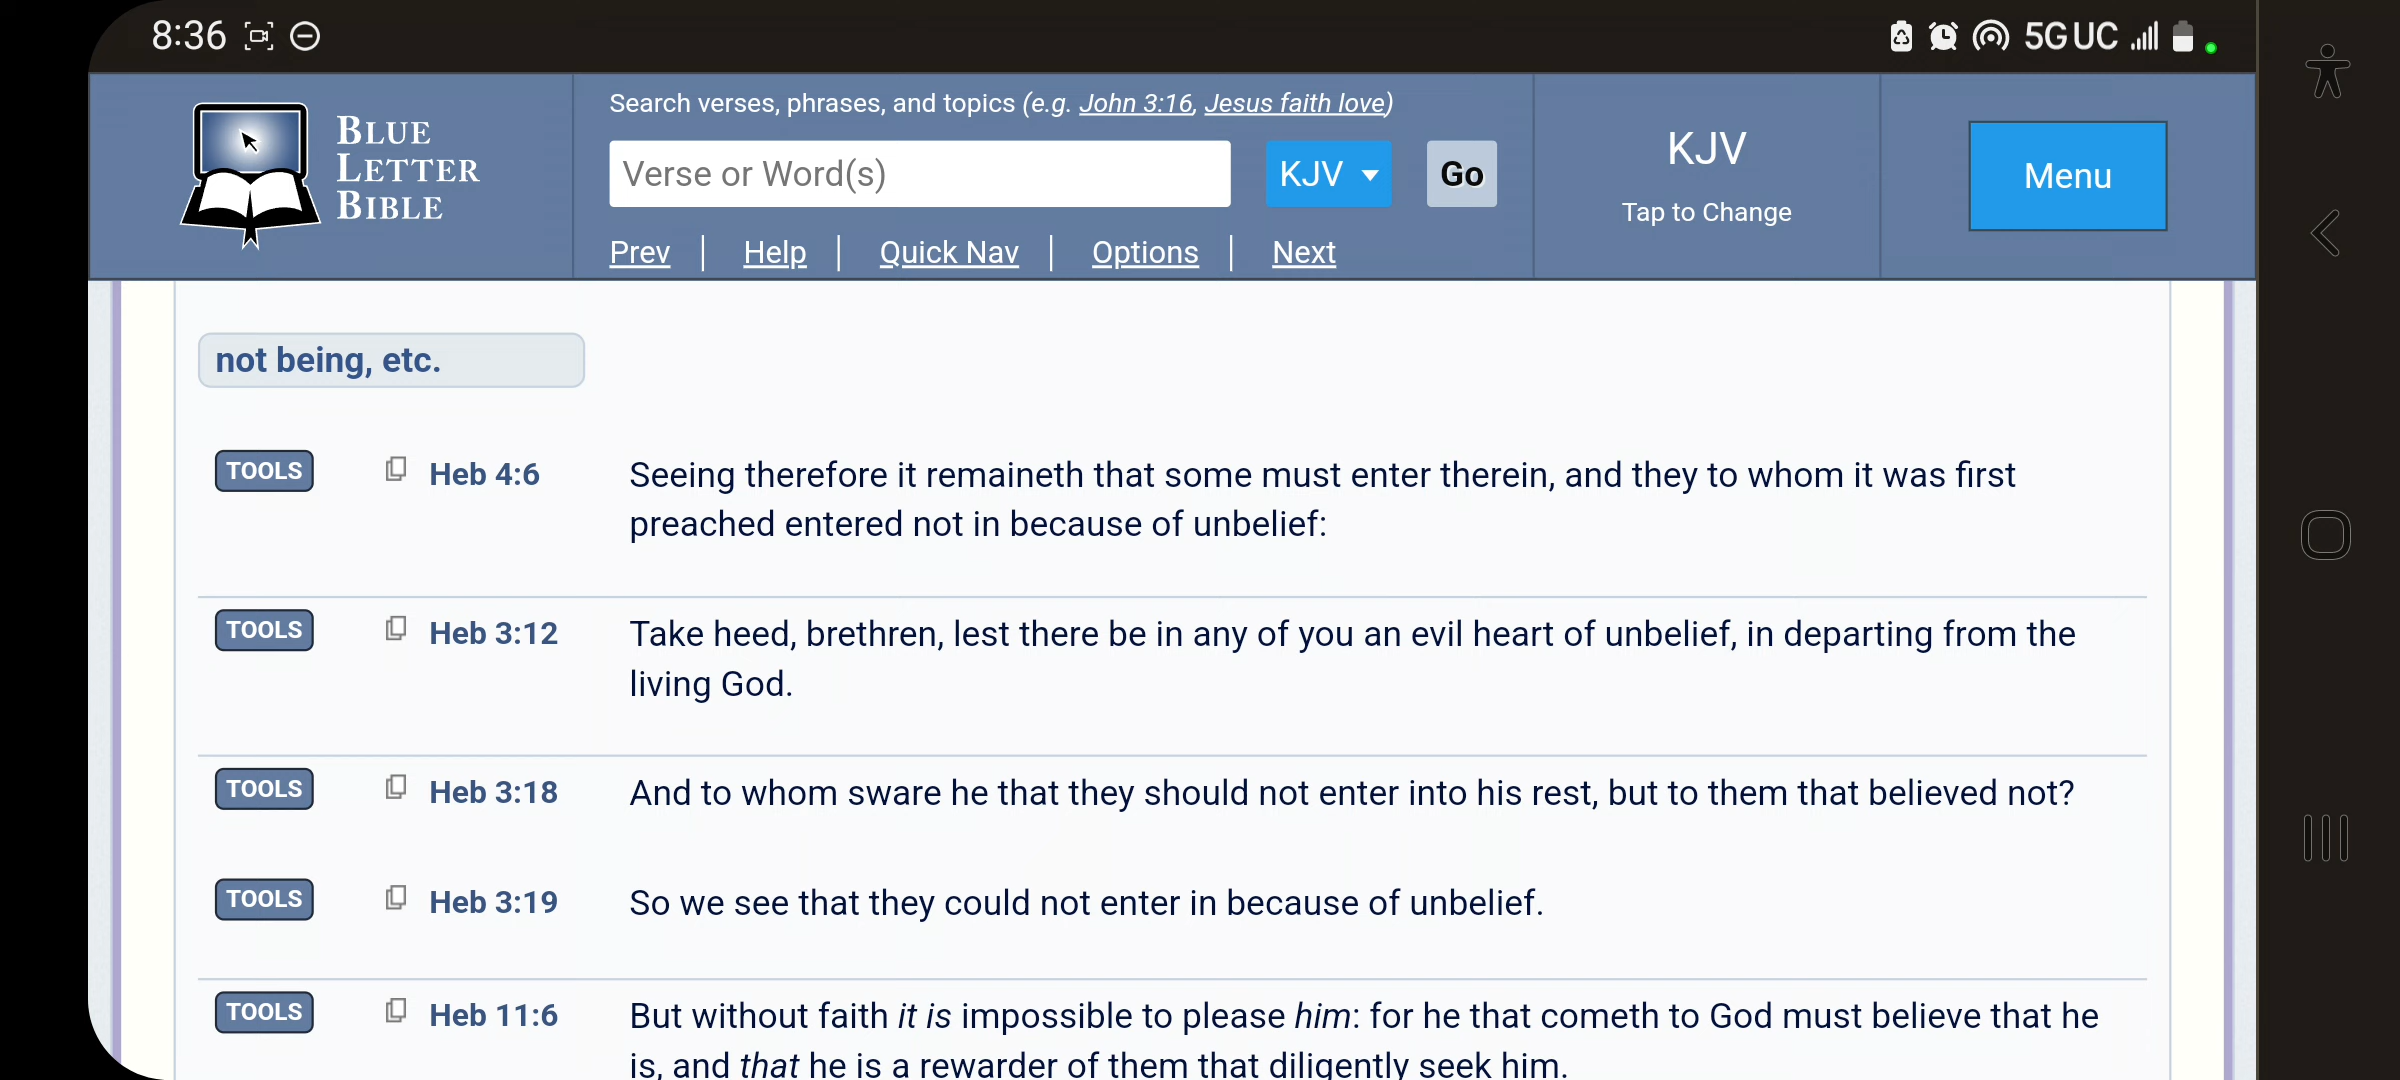 8:36
5G UC
BLUE
LETTER
BIBLE
Search verses, phrases, and topics (e.g. John 3:16, Jesus faith love)
Verse or Word(s)
KJV
Go
Prev | Help | Quick Nav | Options | Next
KJV
Tap to Change
Menu
not being, etc.
TOOLS Heb 4:6 Seeing therefore it remaineth that some must enter therein, and they to whom it was first
preached entered not in because of unbelief:
TOOLS Heb 3:12 Take heed, brethren, lest there be in any of you an evil heart of unbelief, in departing from the
living God.
TOOLS Heb 3:18 And to whom sware he that they should not enter into his rest, but to them that believed not?
TOOLS Heb 3:19 So we see that they could not enter in because of unbelief.
TOOLS Heb 11:6 But without faith it is impossible to please him: for he that cometh to God must believe that he
is, and that he is a rewarder of them that diligently seek him.